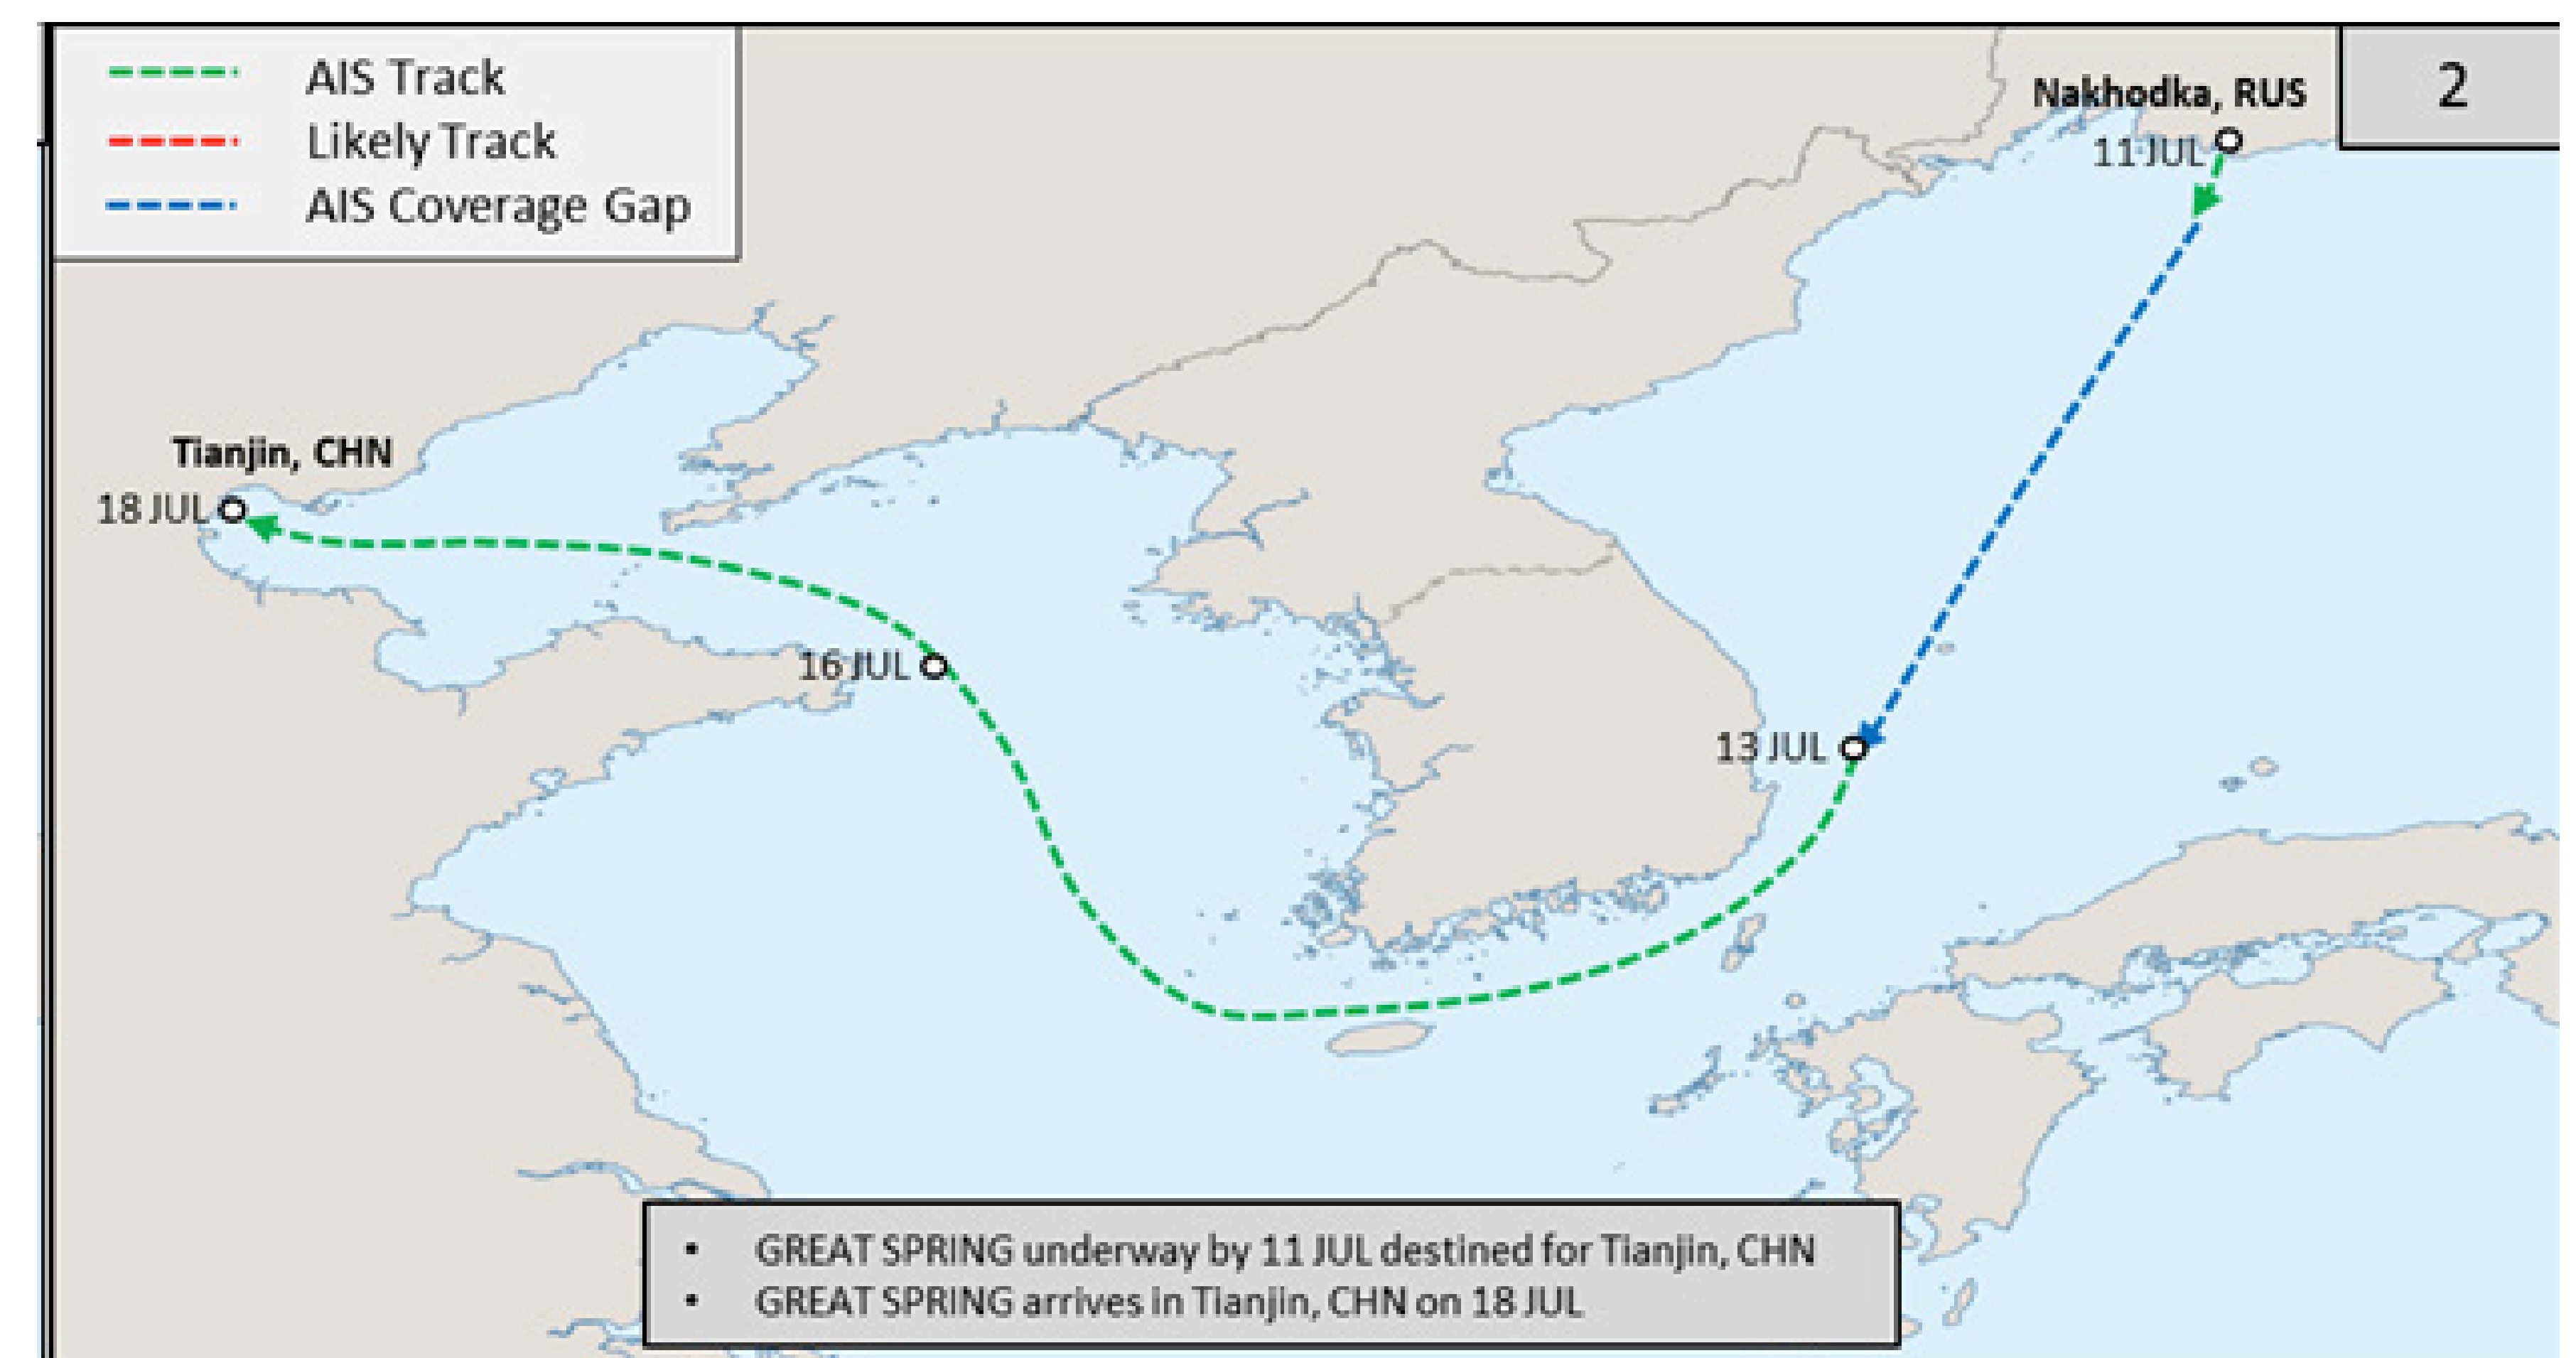 AIS Track
Likely Track
AIS Coverage Gap
2
Nakhodka, RUS
11 JUL
Tianjin, CHN
18 JUL
16 JUL
13 JUL
• GREAT SPRING underway by 11 JUL destined for Tianjin, CHN
• GREAT SPRING arrives in Tianjin, CHN on 18 JUL